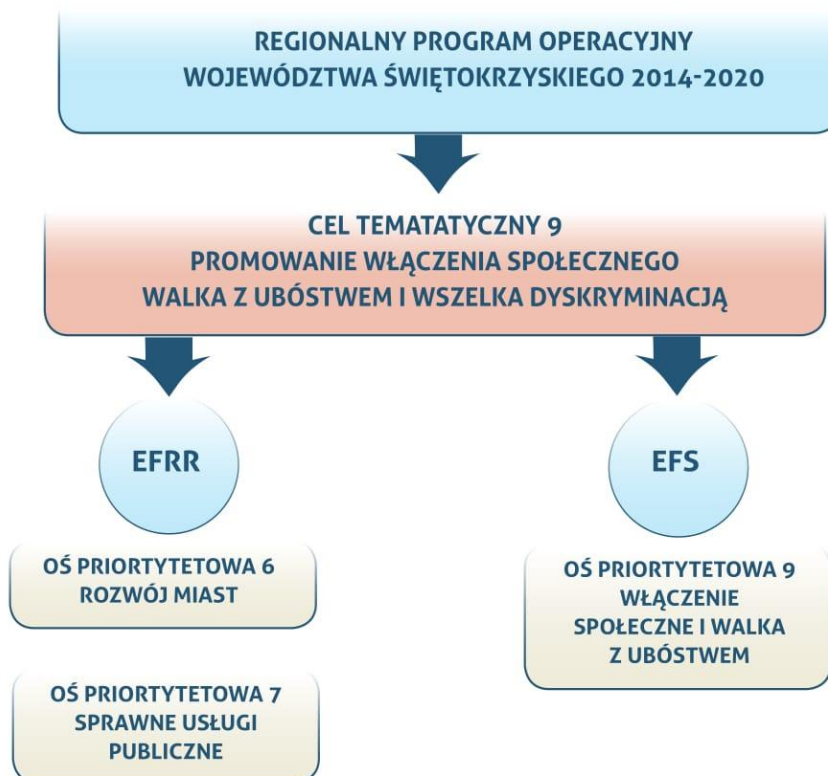 REGIONALNY PROGRAM OPERACYJNY
WOJEWÓDZTWA ŚWIĘTOKRZYSKIEGO 2014-2020
CEL TEMATATYCZNY 9
PROMOWANIE WŁĄCZENIA SPOŁECZNEGO
WALKA Z UBÓSTWEM I WSZELKA DYSKRYMINACJĄ
EFRR
EFS
OŚ PRIORTYTETOWA 6
ROZWÓJ MIAST
OŚ PRIORTYTETOWA 9
WŁĄCZENIE
SPOŁECZNE I WALKA
Z UBÓSTWEM
OŚ PRIORTYTETOWA 7
SPRAWNE USŁUGI
PUBLICZNE